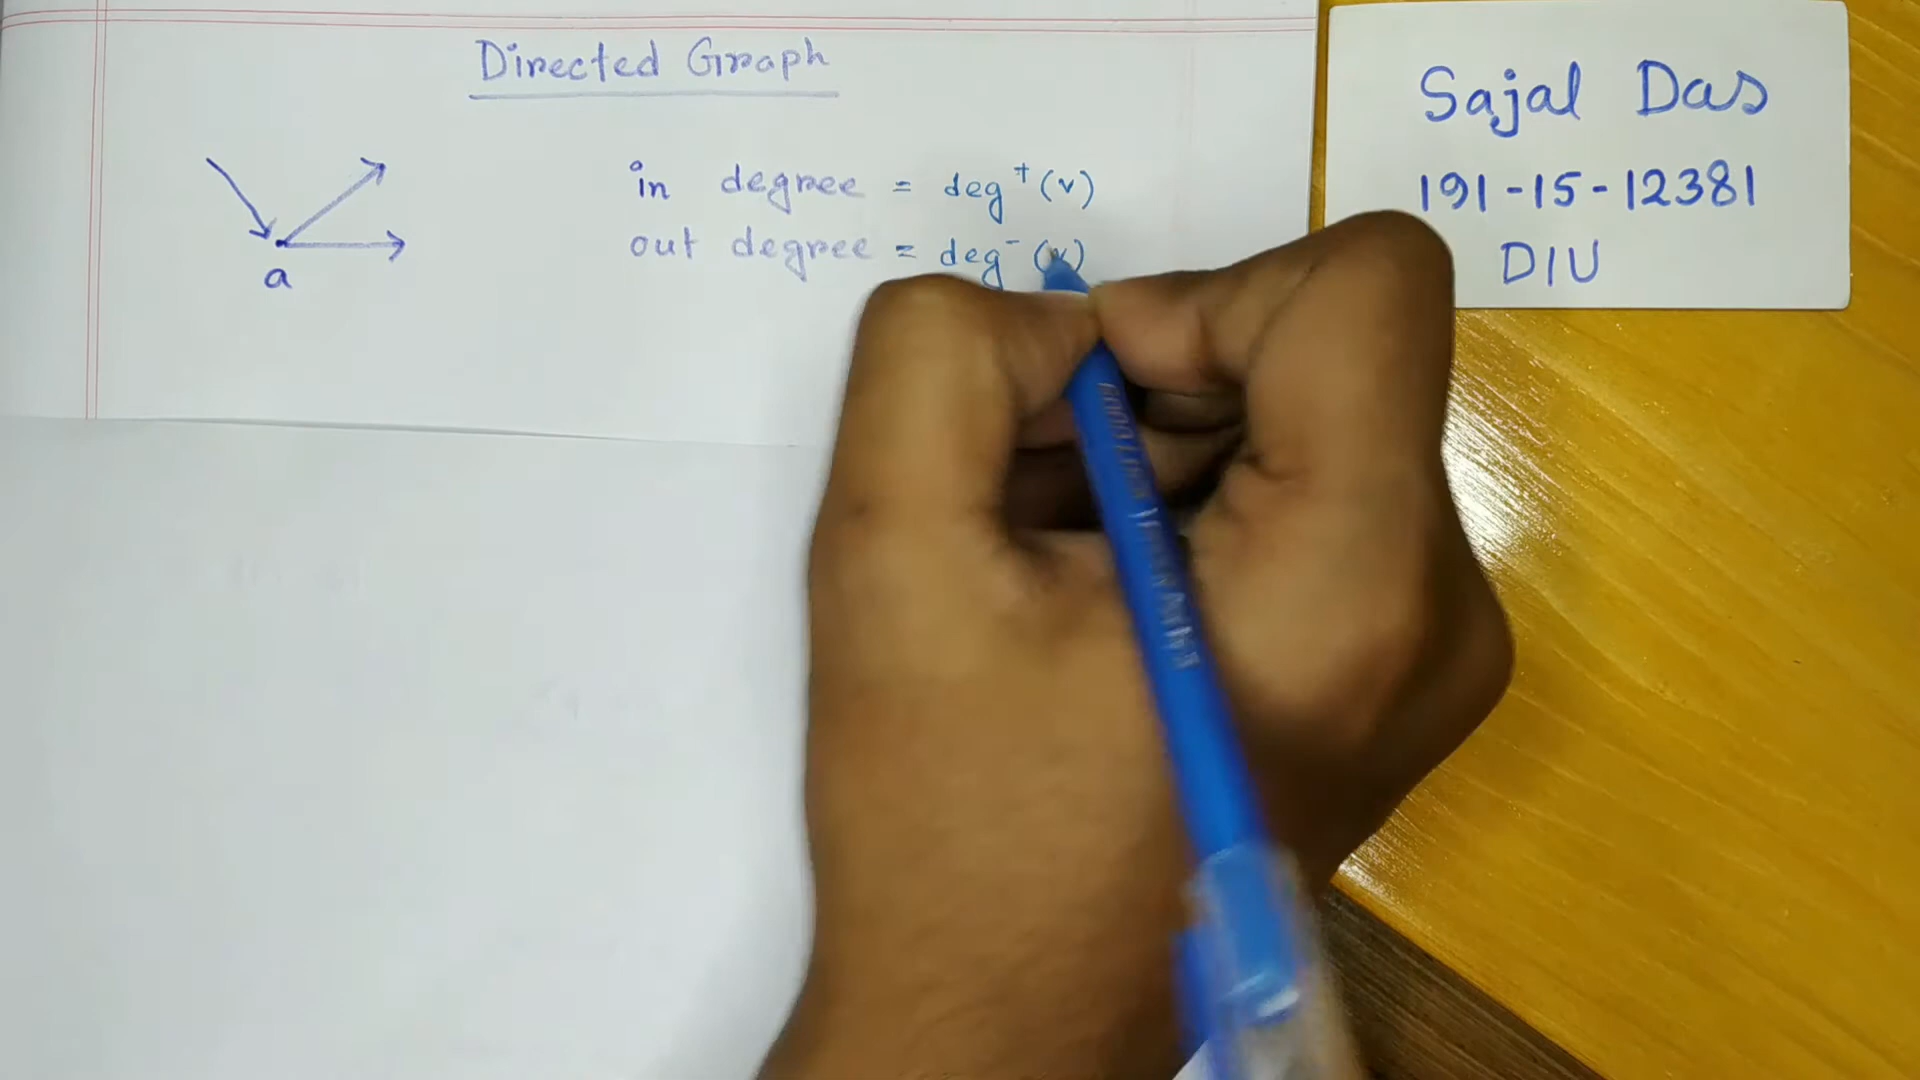 Directed Graph
in degree = deg⁺(v)
out degree = deg⁻(v)
a
Sajal Das
191-15-12381
DIU